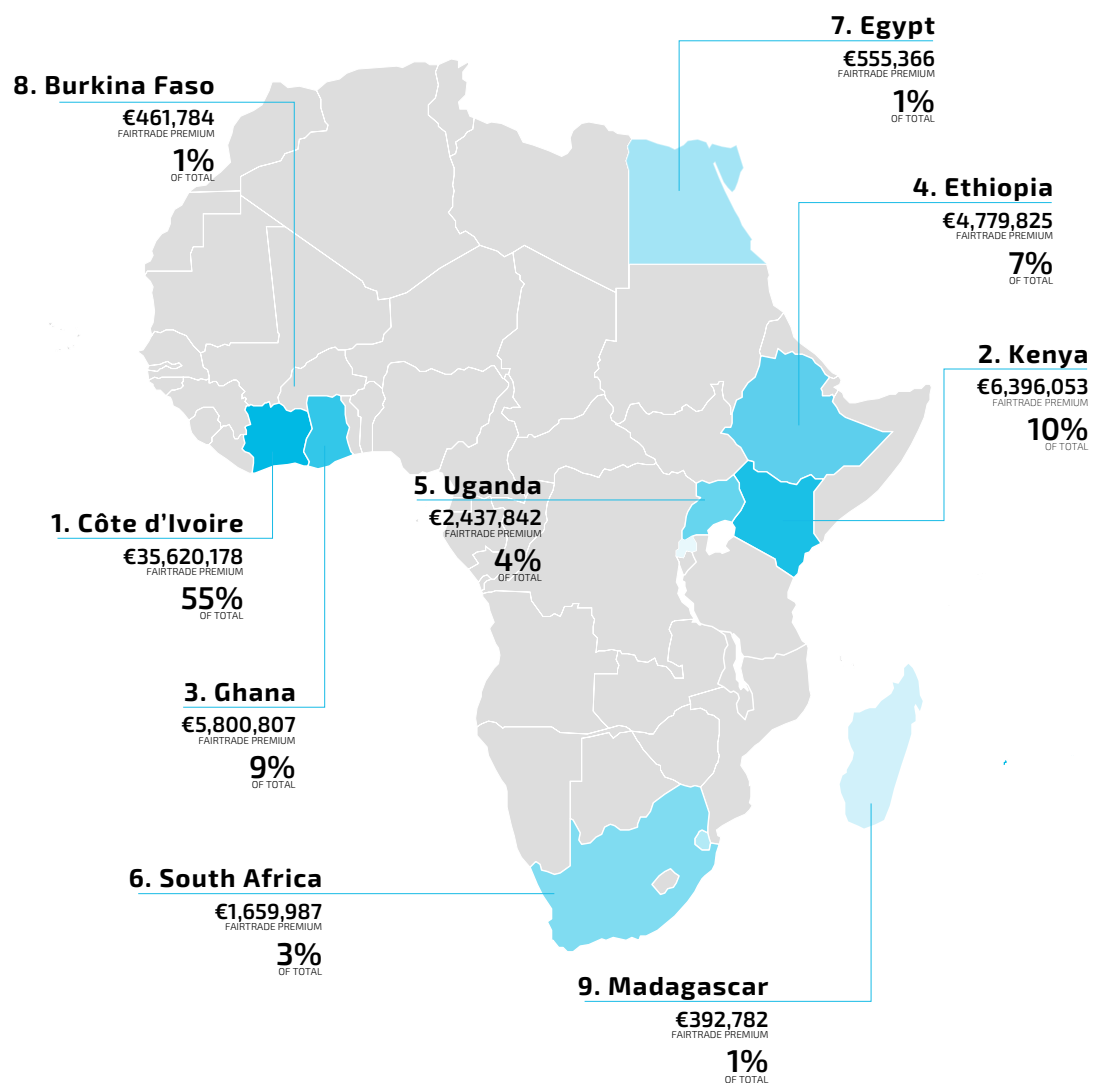 7. Egypt
€555,366
FAIRTRADE PREMIUM
1%
OF TOTAL
8. Burkina Faso
€461,784
FAIRTRADE PREMIUM
1%
OF TOTAL
4. Ethiopia
€4,779,825
FAIRTRADE PREMIUM
7%
OF TOTAL
2. Kenya
€6,396,053
FAIRTRADE PREMIUM
10%
OF TOTAL
5. Uganda
€2,437,842
FAIRTRADE PREMIUM
4%
OF TOTAL
1. Côte d’Ivoire
€35,620,178
FAIRTRADE PREMIUM
55%
OF TOTAL
3. Ghana
€5,800,807
FAIRTRADE PREMIUM
9%
OF TOTAL
6. South Africa
€1,659,987
FAIRTRADE PREMIUM
3%
OF TOTAL
9. Madagascar
€392,782
FAIRTRADE PREMIUM
1%
OF TOTAL